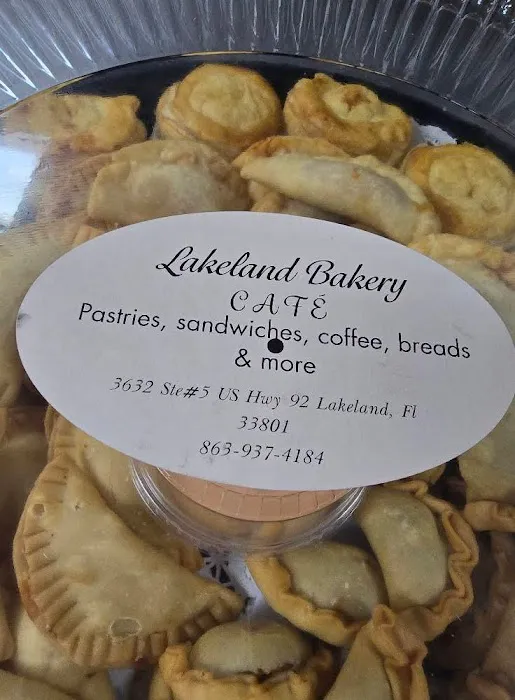 Lakeland Bakery
CAFÉ
Pastries, sandwiches, coffee, breads
& more
3632 Ste#5 US Hwy 92 Lakeland, Fl
33801
863-937-4184